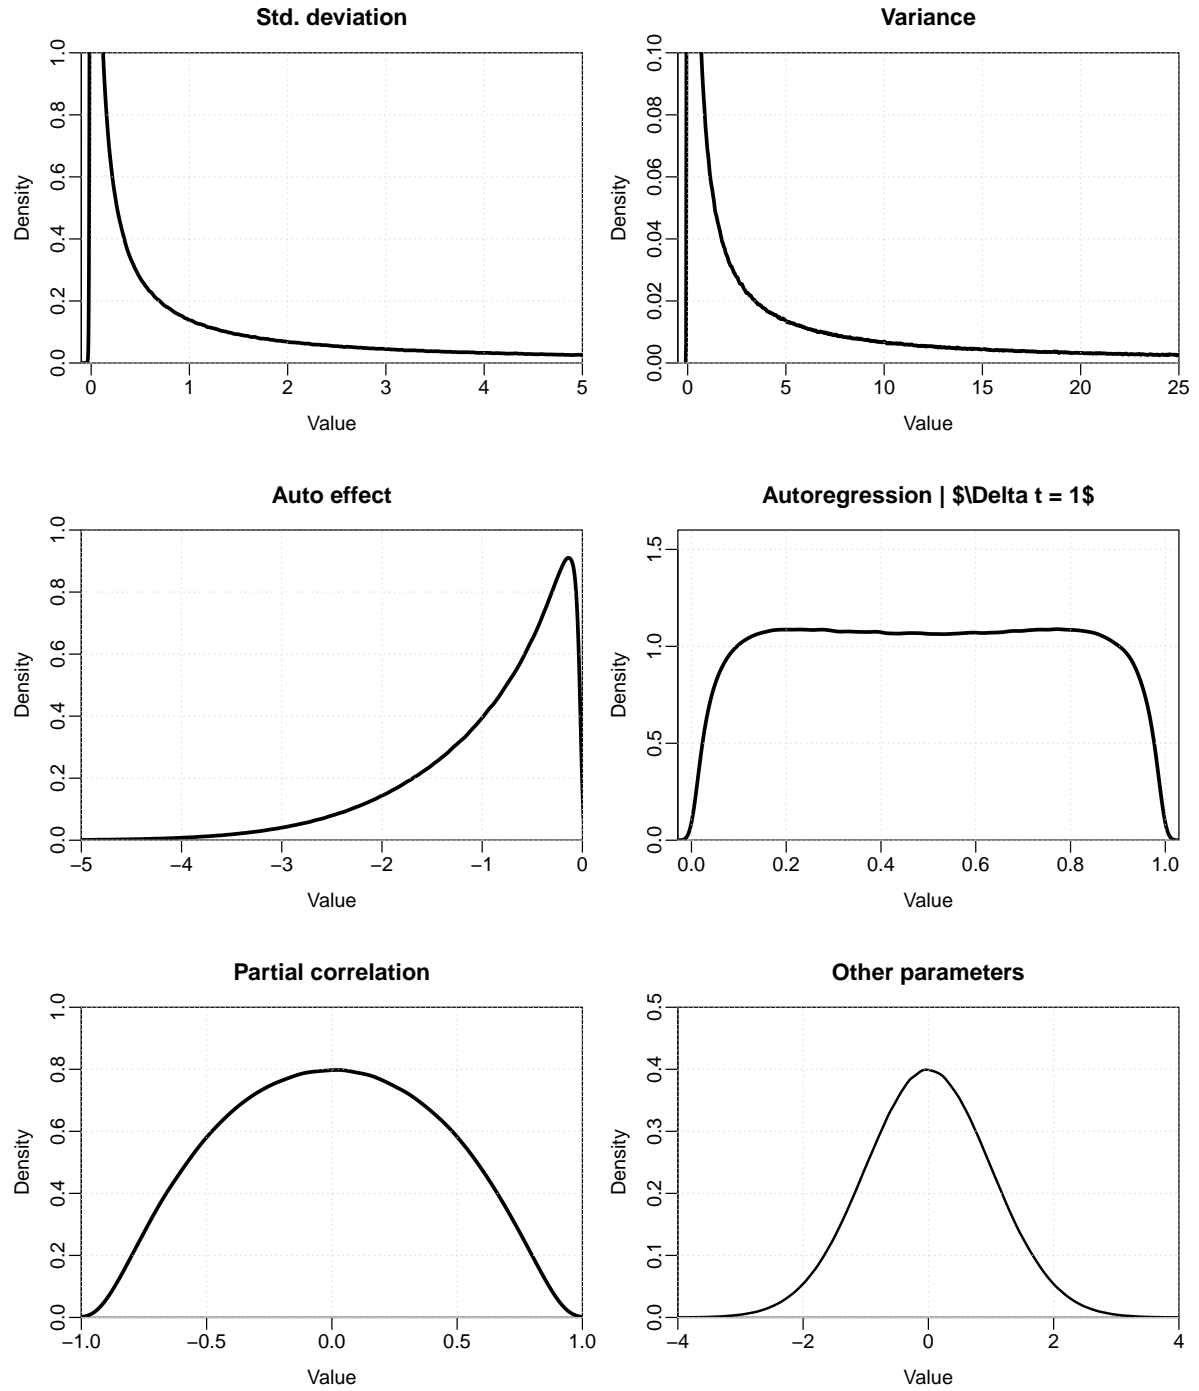 Std. deviation
Density
0.0 0.2 0.4 0.6 0.8 1.0
0 1 2 3 4 5
Value
Variance
Density
0.00 0.02 0.04 0.06 0.08 0.10
0 5 10 15 20 25
Value
Auto effect
Density
0.0 0.2 0.4 0.6 0.8 1.0
−5 −4 −3 −2 −1 0
Value
Autoregression | $\Delta t = 1$
Density
0.0 0.5 1.0 1.5
0.0 0.2 0.4 0.6 0.8 1.0
Value
Partial correlation
Density
0.0 0.2 0.4 0.6 0.8 1.0
−1.0 −0.5 0.0 0.5 1.0
Value
Other parameters
Density
0.0 0.1 0.2 0.3 0.4 0.5
−4 −2 0 2 4
Value